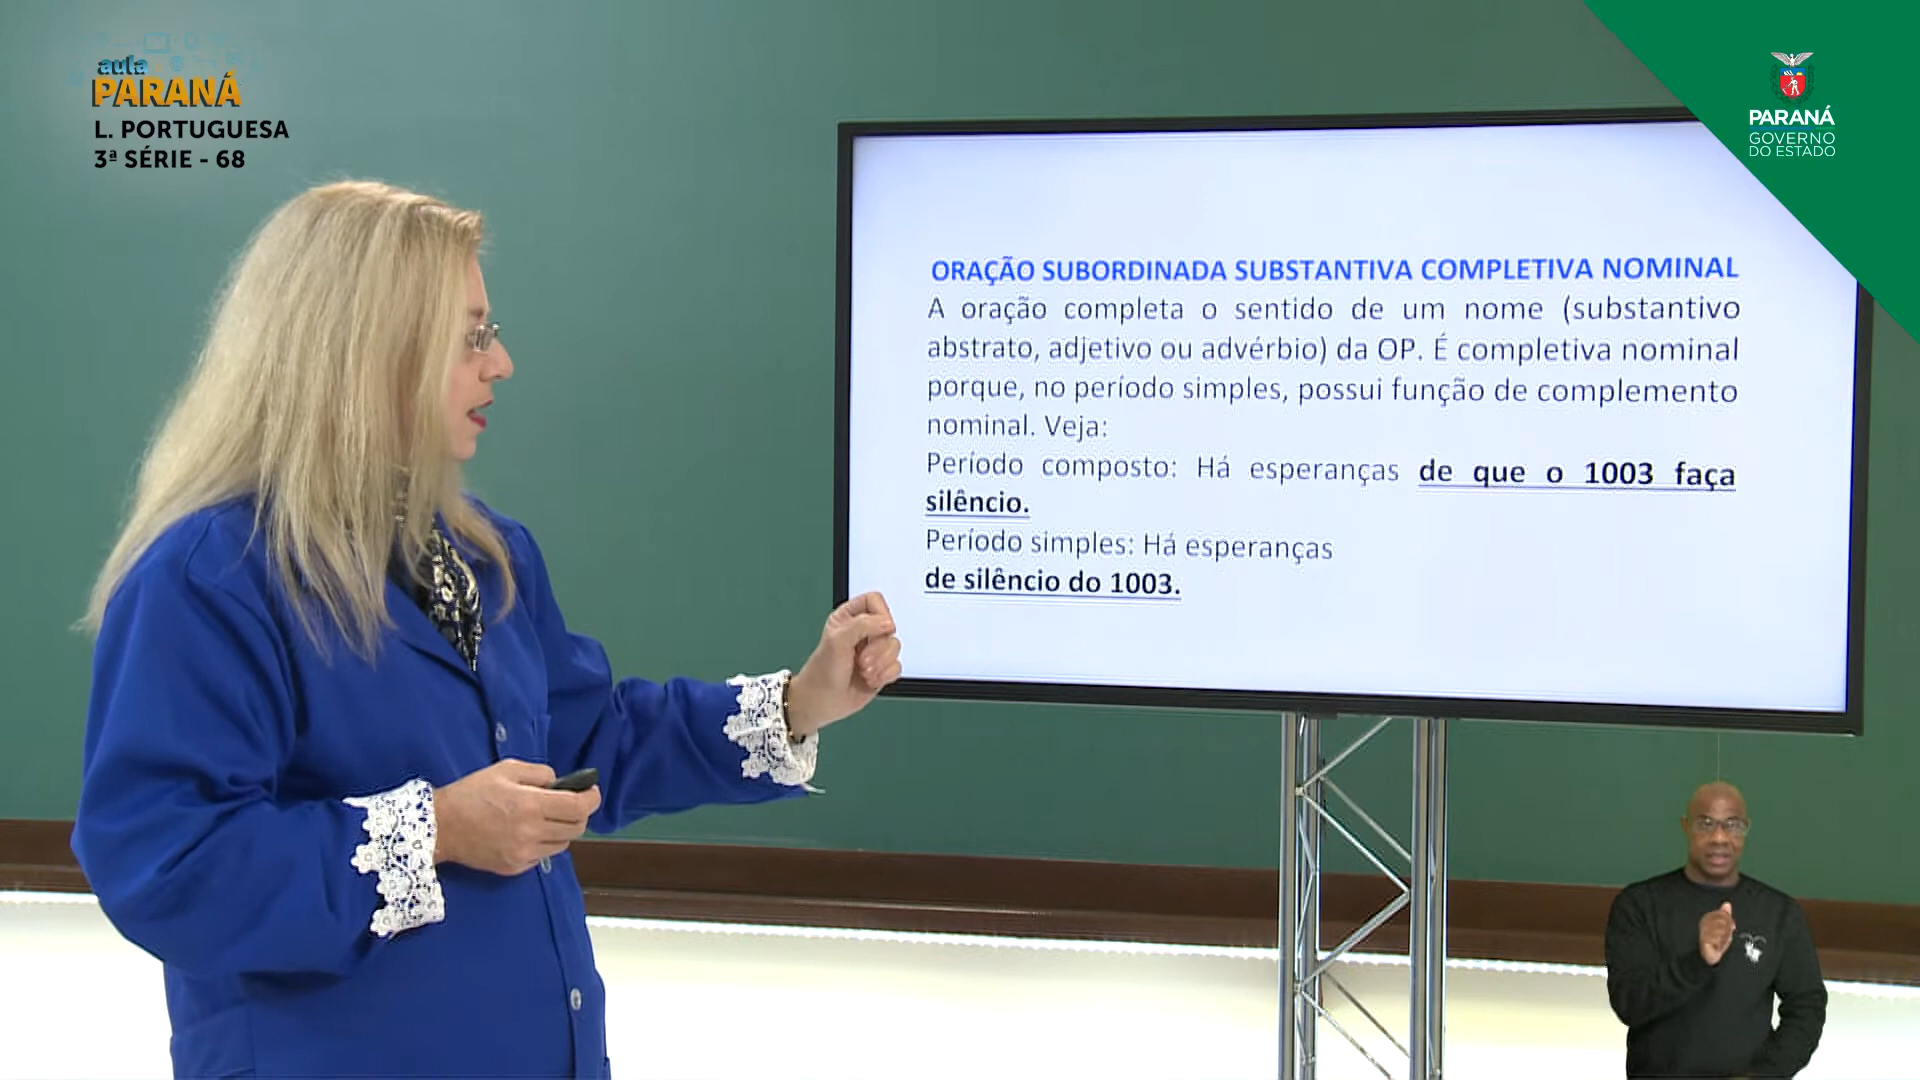 aula
PARANÁ
L. PORTUGUESA
3ª SÉRIE - 68
PARANÁ
GOVERNO
DO ESTADO
ORAÇÃO SUBORDINADA SUBSTANTIVA COMPLETIVA NOMINAL
A oração completa o sentido de um nome (substantivo
abstrato, adjetivo ou advérbio) da OP. É completiva nominal
porque, no período simples, possui função de complemento
nominal. Veja:
Período composto: Há esperanças de que o 1003 faça
silêncio.
Período simples: Há esperanças
de silêncio do 1003.